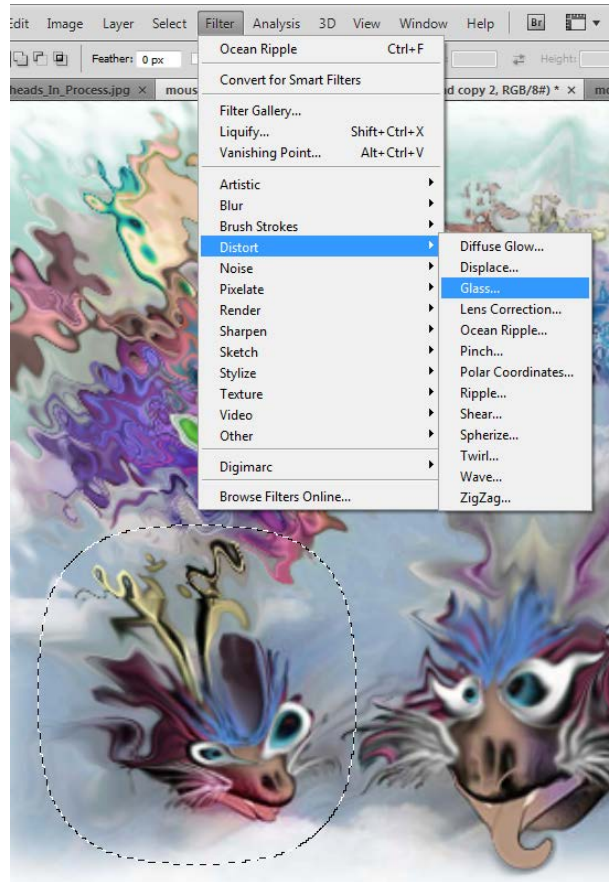 Edit Image Layer Select Filter Analysis 3D View Window Help Br
Feather: 0 px Height:
heads_In_Process.jpg × mous nd copy 2, RGB/8#) * × mo
Ocean Ripple Ctrl+F
Convert for Smart Filters
Filter Gallery...
Liquify... Shift+Ctrl+X
Vanishing Point... Alt+Ctrl+V
Artistic
Blur
Brush Strokes
Distort
Noise
Pixelate
Render
Sharpen
Sketch
Stylize
Texture
Video
Other
Digimarc
Browse Filters Online...
Diffuse Glow...
Displace...
Glass...
Lens Correction...
Ocean Ripple...
Pinch...
Polar Coordinates...
Ripple...
Shear...
Spherize...
Twirl...
Wave...
ZigZag...